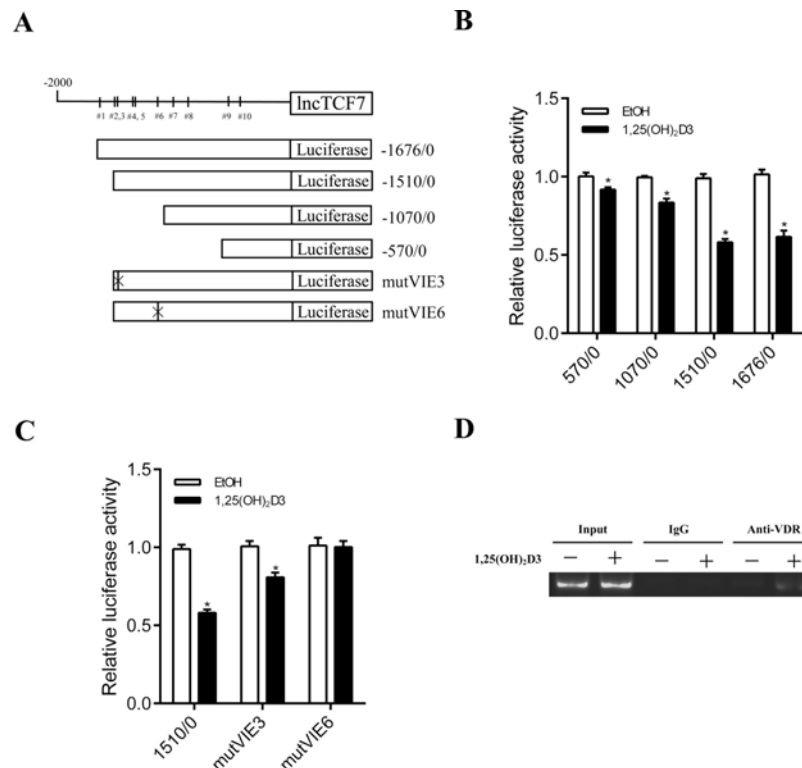 A
-2000
lncTCF7
#1 #2,3 #4, 5 #6 #7 #8 #9 #10
Luciferase -1676/0
Luciferase -1510/0
Luciferase -1070/0
Luciferase -570/0
Luciferase mutVIE3
Luciferase mutVIE6
B
Relative luciferase activity
1.5
1.0
0.5
0.0
EtOH
1,25(OH)₂D3
* * * *
570/0 1070/0 1510/0 1676/0
C
Relative luciferase activity
1.5
1.0
0.5
0.0
EtOH
1,25(OH)₂D3
* *
1510/0 mutVIE3 mutVIE6
D
Input IgG Anti-VDR
1,25(OH)₂D3 − + − + − +